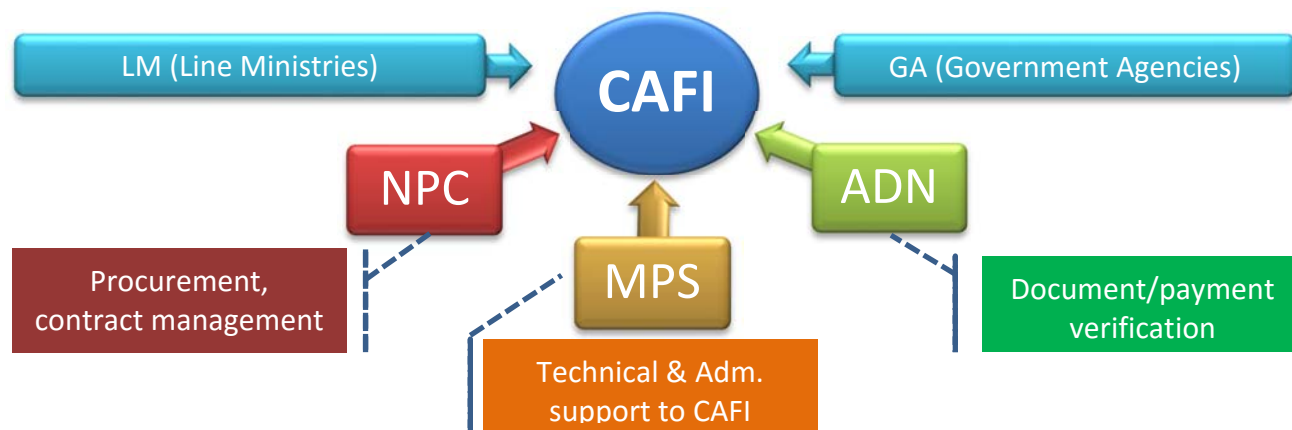 LM (Line Ministries)
CAFI
GA (Government Agencies)
NPC
ADN
MPS
Procurement,
contract management
Document/payment
verification
Technical & Adm.
support to CAFI